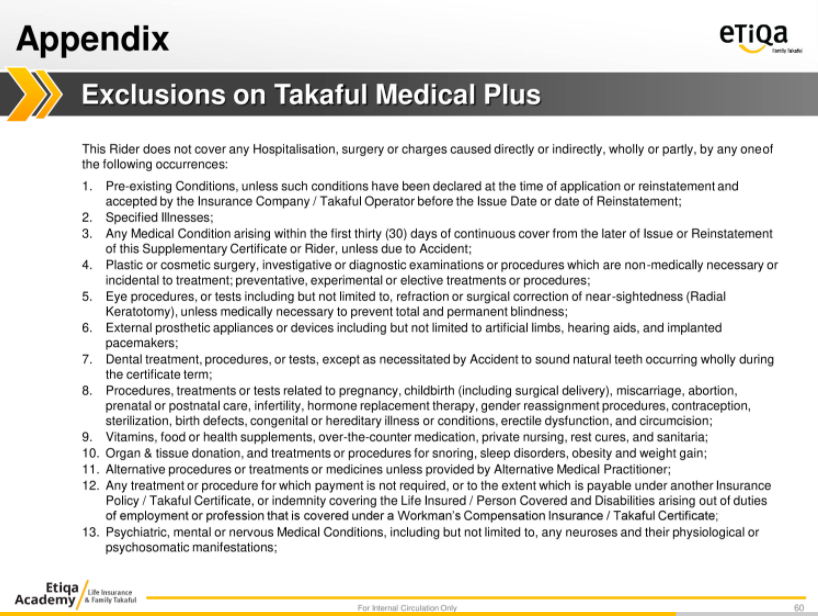 Appendix
eTiQa
Family Takaful
Exclusions on Takaful Medical Plus
This Rider does not cover any Hospitalisation, surgery or charges caused directly or indirectly, wholly or partly, by any oneof
the following occurrences:
1. Pre-existing Conditions, unless such conditions have been declared at the time of application or reinstatement and
accepted by the Insurance Company / Takaful Operator before the Issue Date or date of Reinstatement;
2. Specified Illnesses;
3. Any Medical Condition arising within the first thirty (30) days of continuous cover from the later of Issue or Reinstatement
of this Supplementary Certificate or Rider, unless due to Accident;
4. Plastic or cosmetic surgery, investigative or diagnostic examinations or procedures which are non-medically necessary or
incidental to treatment; preventative, experimental or elective treatments or procedures;
5. Eye procedures, or tests including but not limited to, refraction or surgical correction of near-sightedness (Radial
Keratotomy), unless medically necessary to prevent total and permanent blindness;
6. External prosthetic appliances or devices including but not limited to artificial limbs, hearing aids, and implanted
pacemakers;
7. Dental treatment, procedures, or tests, except as necessitated by Accident to sound natural teeth occurring wholly during
the certificate term;
8. Procedures, treatments or tests related to pregnancy, childbirth (including surgical delivery), miscarriage, abortion,
prenatal or postnatal care, infertility, hormone replacement therapy, gender reassignment procedures, contraception,
sterilization, birth defects, congenital or hereditary illness or conditions, erectile dysfunction, and circumcision;
9. Vitamins, food or health supplements, over-the-counter medication, private nursing, rest cures, and sanitaria;
10. Organ & tissue donation, and treatments or procedures for snoring, sleep disorders, obesity and weight gain;
11. Alternative procedures or treatments or medicines unless provided by Alternative Medical Practitioner;
12. Any treatment or procedure for which payment is not required, or to the extent which is payable under another Insurance
Policy / Takaful Certificate, or indemnity covering the Life Insured / Person Covered and Disabilities arising out of duties
of employment or profession that is covered under a Workman's Compensation Insurance / Takaful Certificate;
13. Psychiatric, mental or nervous Medical Conditions, including but not limited to, any neuroses and their physiological or
psychosomatic manifestations;
Etiqa
Academy
Life Insurance
& Family Takaful
For Internal Circulation Only
60